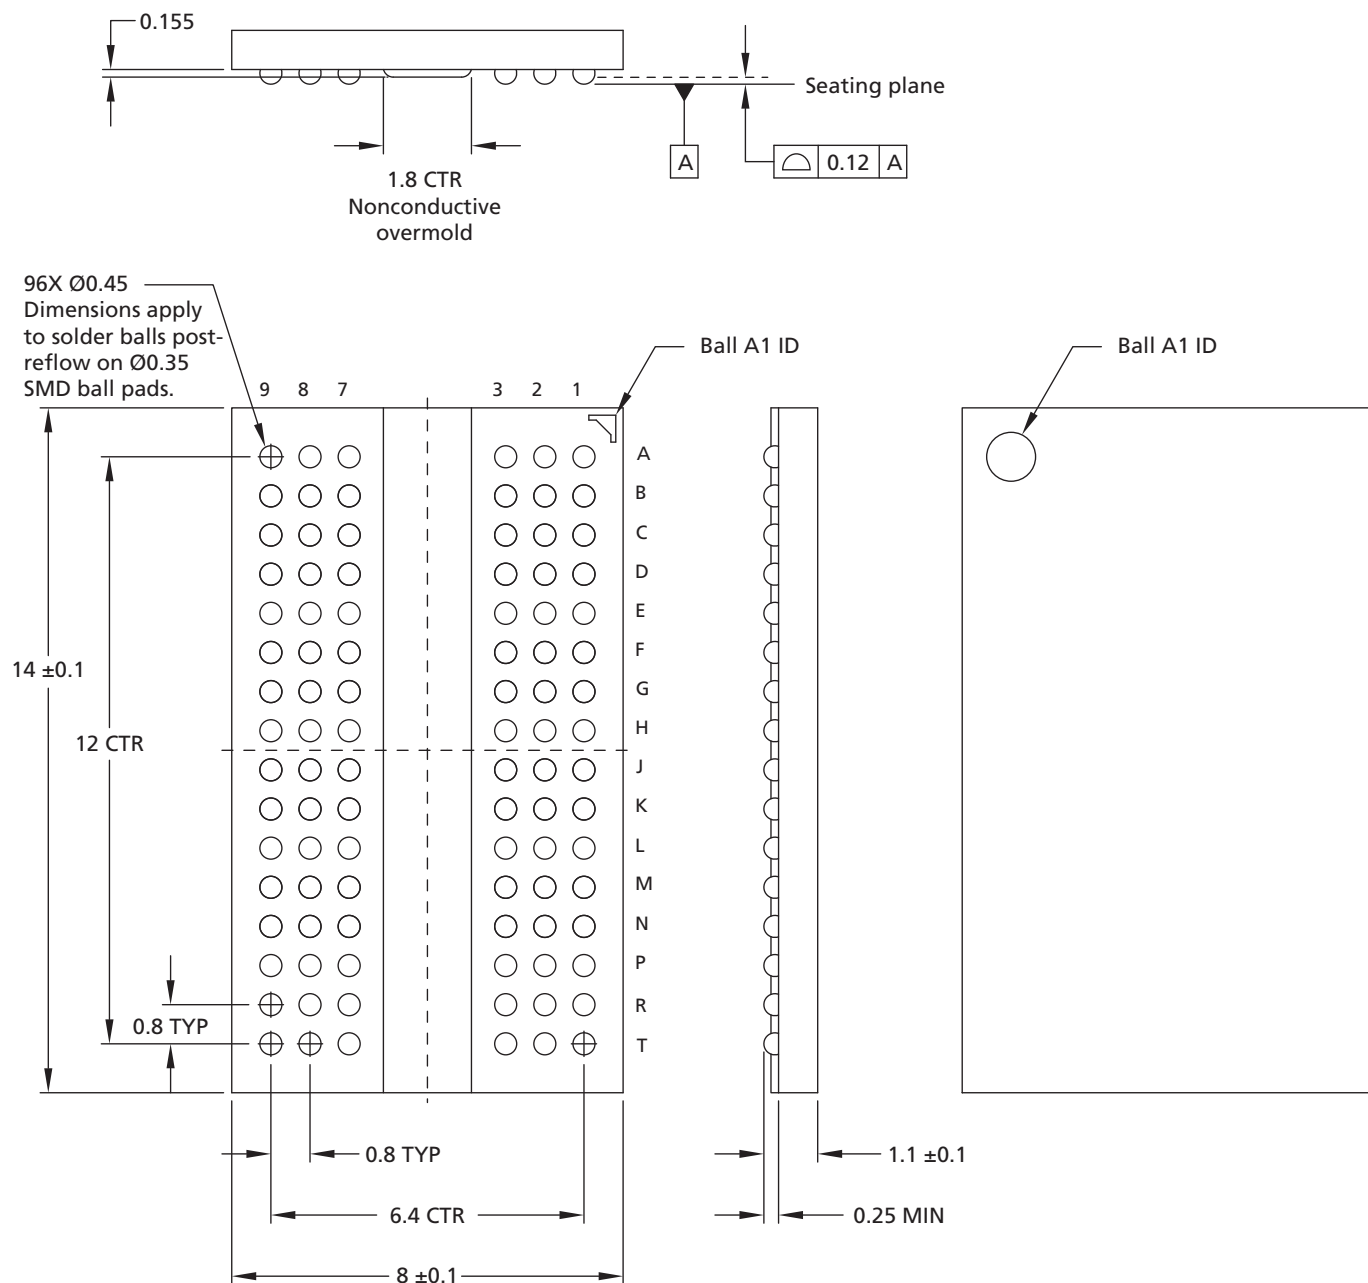 0.155
Seating plane
A
0.12 A
1.8 CTR
Nonconductive
overmold
96X Ø0.45
Dimensions apply
to solder balls post-
reflow on Ø0.35
SMD ball pads.
Ball A1 ID
Ball A1 ID
9 8 7 3 2 1
A
B
C
D
E
F
14 ±0.1
G
H
12 CTR
J
K
L
M
N
P
R
0.8 TYP
T
0.8 TYP
1.1 ±0.1
6.4 CTR
0.25 MIN
8 ±0.1